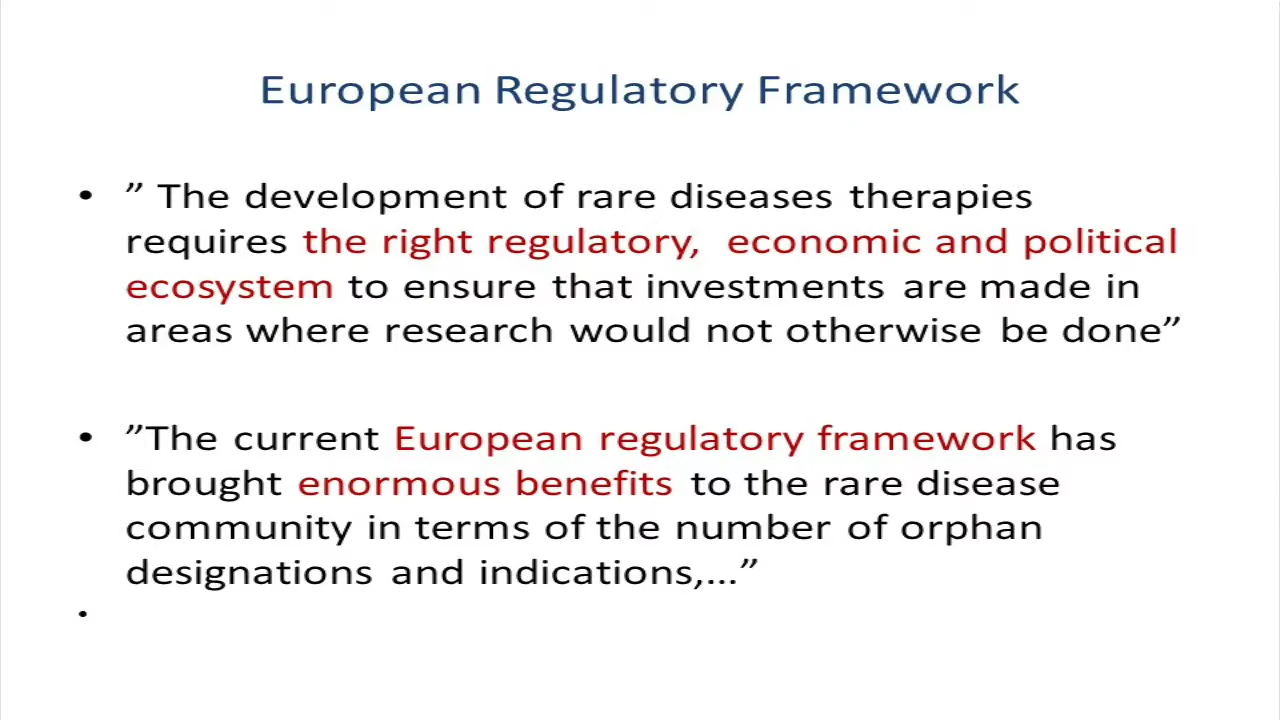 European Regulatory Framework
• ” The development of rare diseases therapies
requires the right regulatory, economic and political
ecosystem to ensure that investments are made in
areas where research would not otherwise be done”
• ”The current European regulatory framework has
brought enormous benefits to the rare disease
community in terms of the number of orphan
designations and indications,...”
•